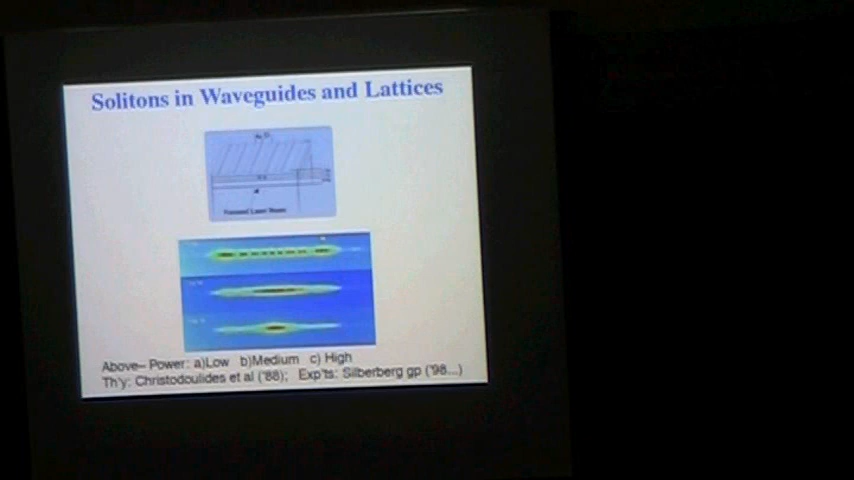 Solitons in Waveguides and Lattices
Focused Laser Beam
Above– Power: a)Low b)Medium c) High
Th'y: Christodoulides et al ('88); Exp'ts: Silberberg gp ('98...)